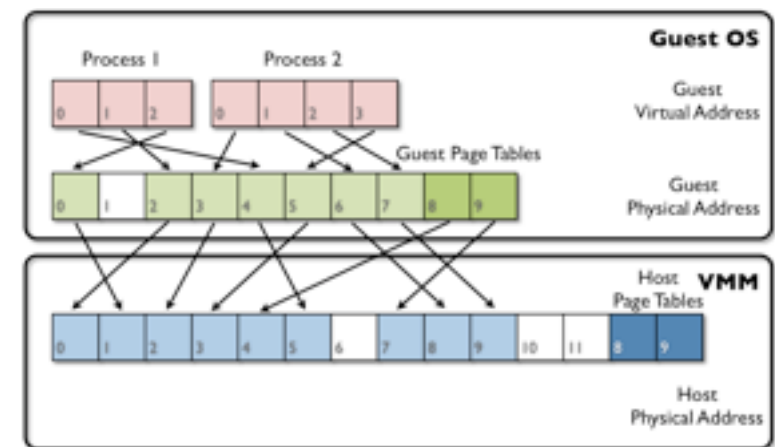 Guest OS
Process 1 Process 2
Guest
Virtual Address
0 1 2 0 1 2 3
Guest Page Tables
Guest
Physical Address
0 1 2 3 4 5 6 7 8 9
Host
Page Tables
VMM
0 1 2 3 4 5 6 7 8 9 10 11 8 9
Host
Physical Address